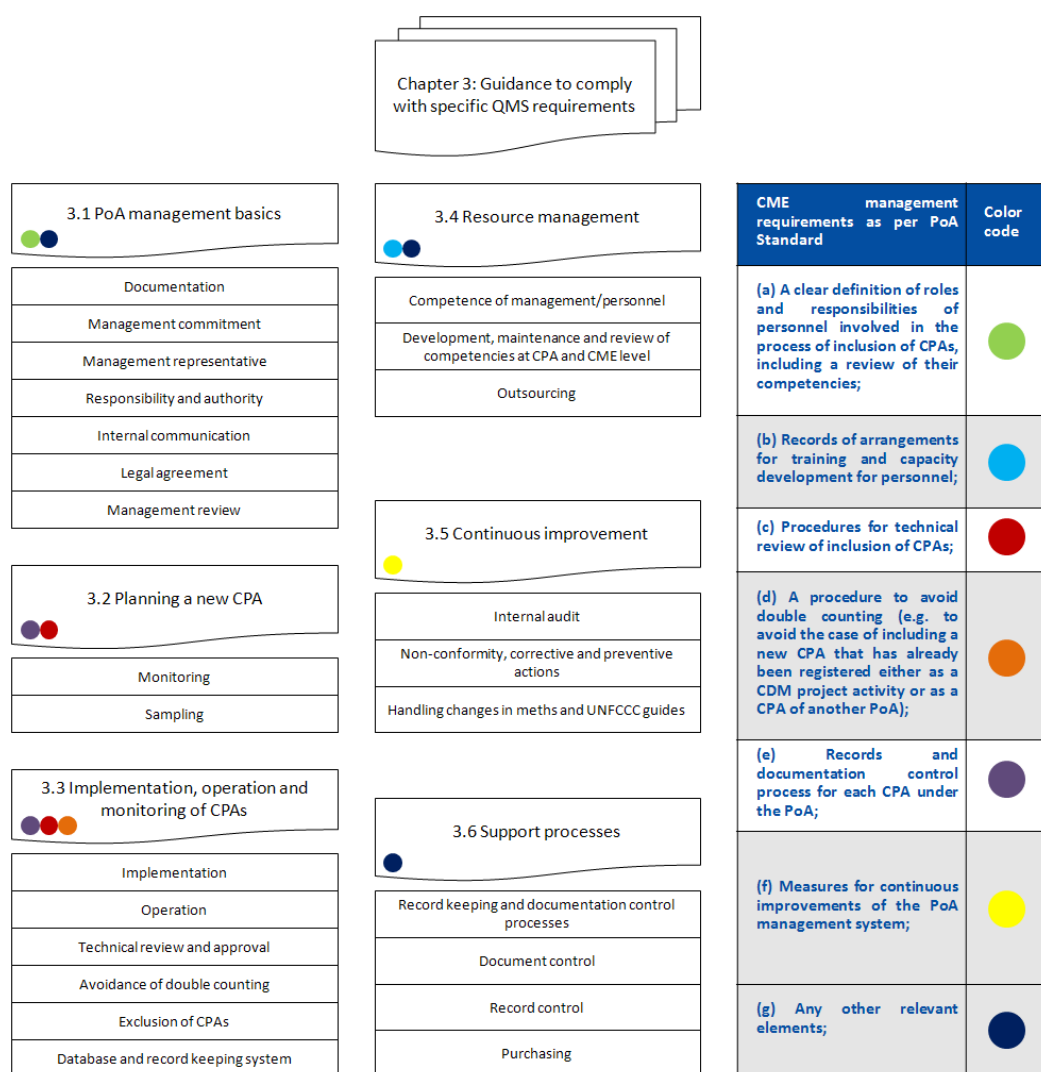 Chapter 3: Guidance to comply
with specific QMS requirements
3.1 PoA management basics
Documentation
Management commitment
Management representative
Responsibility and authority
Internal communication
Legal agreement
Management review
3.2 Planning a new CPA
Monitoring
Sampling
3.3 Implementation, operation and
monitoring of CPAs
Implementation
Operation
Technical review and approval
Avoidance of double counting
Exclusion of CPAs
Database and record keeping system
3.4 Resource management
Competence of management/personnel
Development, maintenance and review of
competencies at CPA and CME level
Outsourcing
3.5 Continuous improvement
Internal audit
Non-conformity, corrective and preventive
actions
Handling changes in meths and UNFCCC guides
3.6 Support processes
Record keeping and documentation control
processes
Document control
Record control
Purchasing
CME management
requirements as per PoA
Standard
Color
code
(a) A clear definition of roles
and responsibilities of
personnel involved in the
process of inclusion of CPAs,
including a review of their
competencies;
(b) Records of arrangements
for training and capacity
development for personnel;
(c) Procedures for technical
review of inclusion of CPAs;
(d) A procedure to avoid
double counting (e.g. to
avoid the case of including a
new CPA that has already
been registered either as a
CDM project activity or as a
CPA of another PoA);
(e) Records and
documentation control
process for each CPA under
the PoA;
(f) Measures for continuous
improvements of the PoA
management system;
(g) Any other relevant
elements;